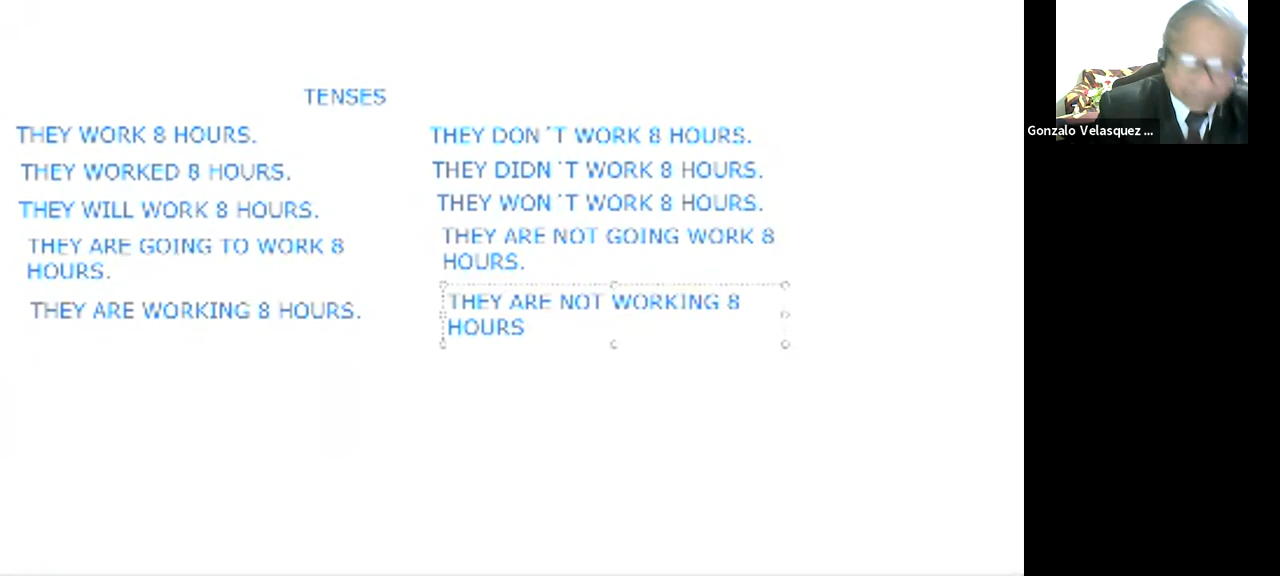 TENSES
THEY WORK 8 HOURS.
THEY WORKED 8 HOURS.
THEY WILL WORK 8 HOURS.
THEY ARE GOING TO WORK 8
HOURS.
THEY ARE WORKING 8 HOURS.
THEY DON´T WORK 8 HOURS.
THEY DIDN´T WORK 8 HOURS.
THEY WON´T WORK 8 HOURS.
THEY ARE NOT GOING WORK 8
HOURS.
THEY ARE NOT WORKING 8
HOURS
Gonzalo Velasquez ...